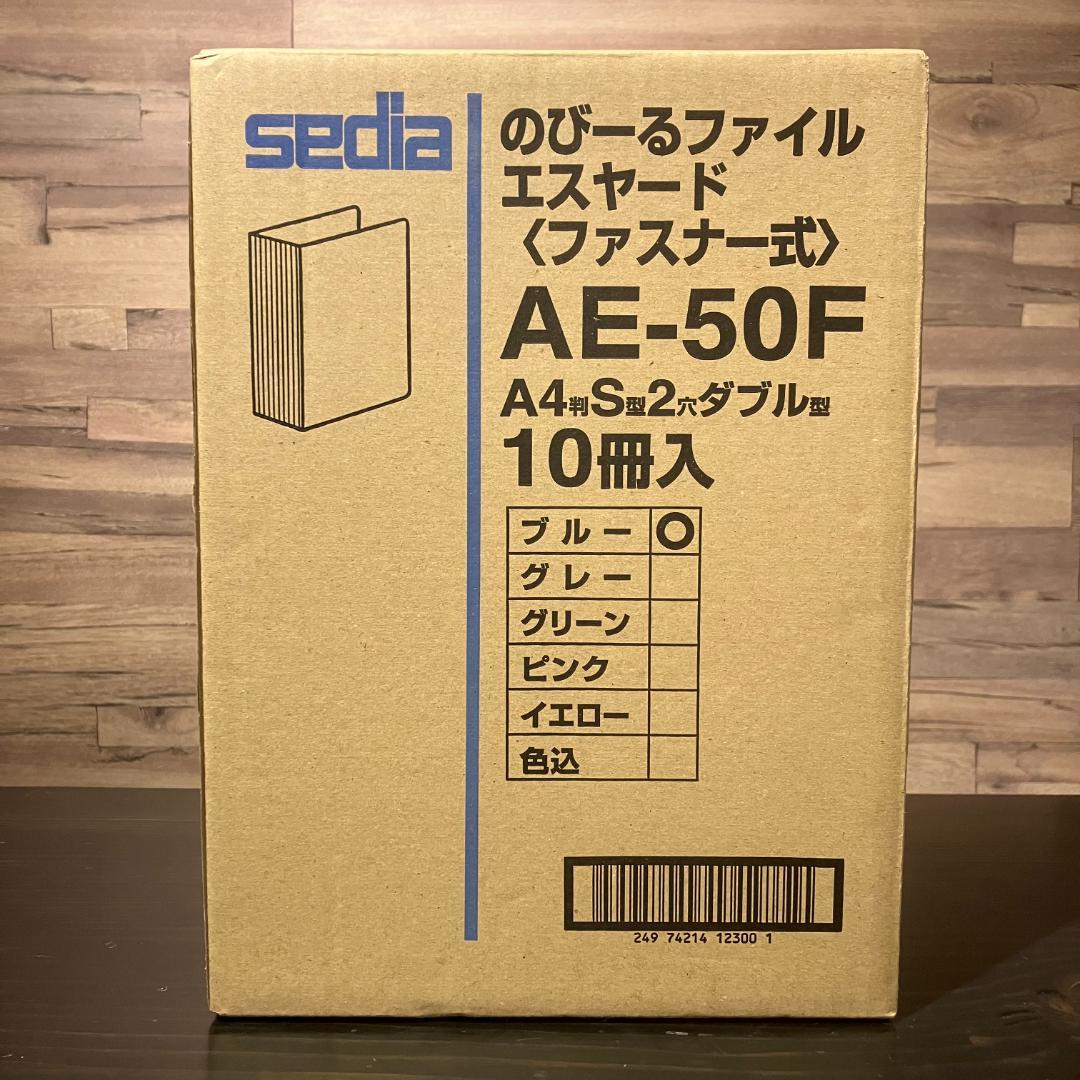 sedia
のびーるファイル
エスヤード
〈ファスナー式〉
AE-50F
A4判S型2穴ダブル型
10冊入
ブルー ○
グレー
グリーン
ピンク
イエロー
色込
249 74214 12300 1